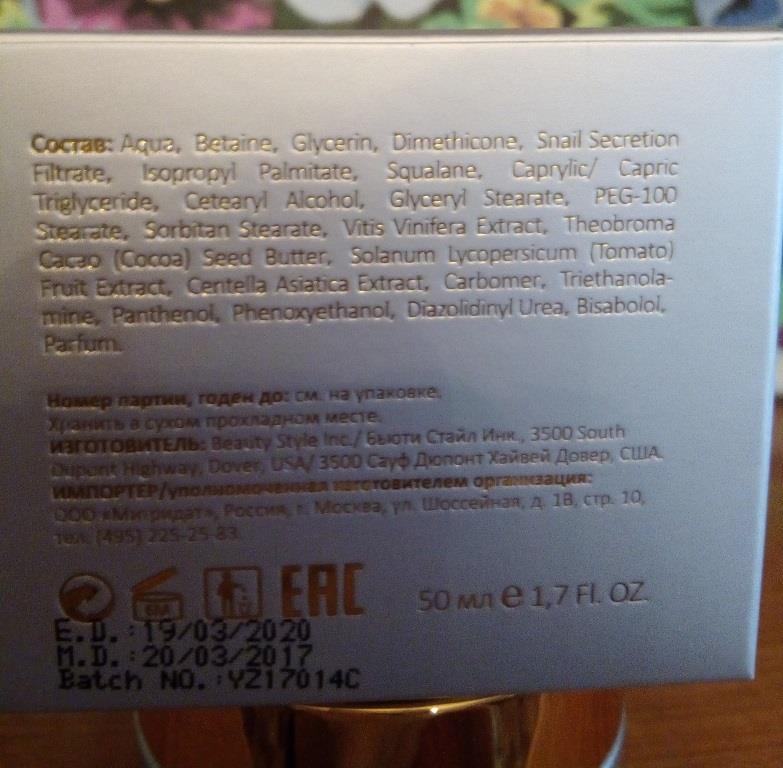 Состав: Aqua, Betaine, Glycerin, Dimethicone, Snail Secretion
Filtrate, Isopropyl Palmitate, Squalane, Caprylic/ Capric
Triglyceride, Cetearyl Alcohol, Glyceryl Stearate, PEG-100
Stearate, Sorbitan Stearate, Vitis Vinifera Extract, Theobroma
Cacao (Cocoa) Seed Butter, Solanum Lycopersicum (Tomato)
Fruit Extract, Centella Asiatica Extract, Carbomer, Triethanola-
mine, Panthenol, Phenoxyethanol, Diazolidinyl Urea, Bisabolol,
Parfum.
Номер партии, годен до: см. на упаковке.
Хранить в сухом прохладном месте.
ИЗГОТОВИТЕЛЬ: Beauty Style Inc./ Бьюти Стайл Инк., 3500 South
Dupont Highway, Dover, USA/ 3500 Сауф Дюпонт Хайвей Довер, США.
ИМПОРТЕР/уполномоченная изготовителем организация:
ООО «Митридат», Россия, г. Москва, ул. Шоссейная, д. 1В, стр. 10,
тел. (495) 225-25-83.
6M EAC 50 мл e 1,7 Fl. OZ.
E.D.:19/03/2020
M.D.:20/03/2017
Batch NO.:YZ17014C